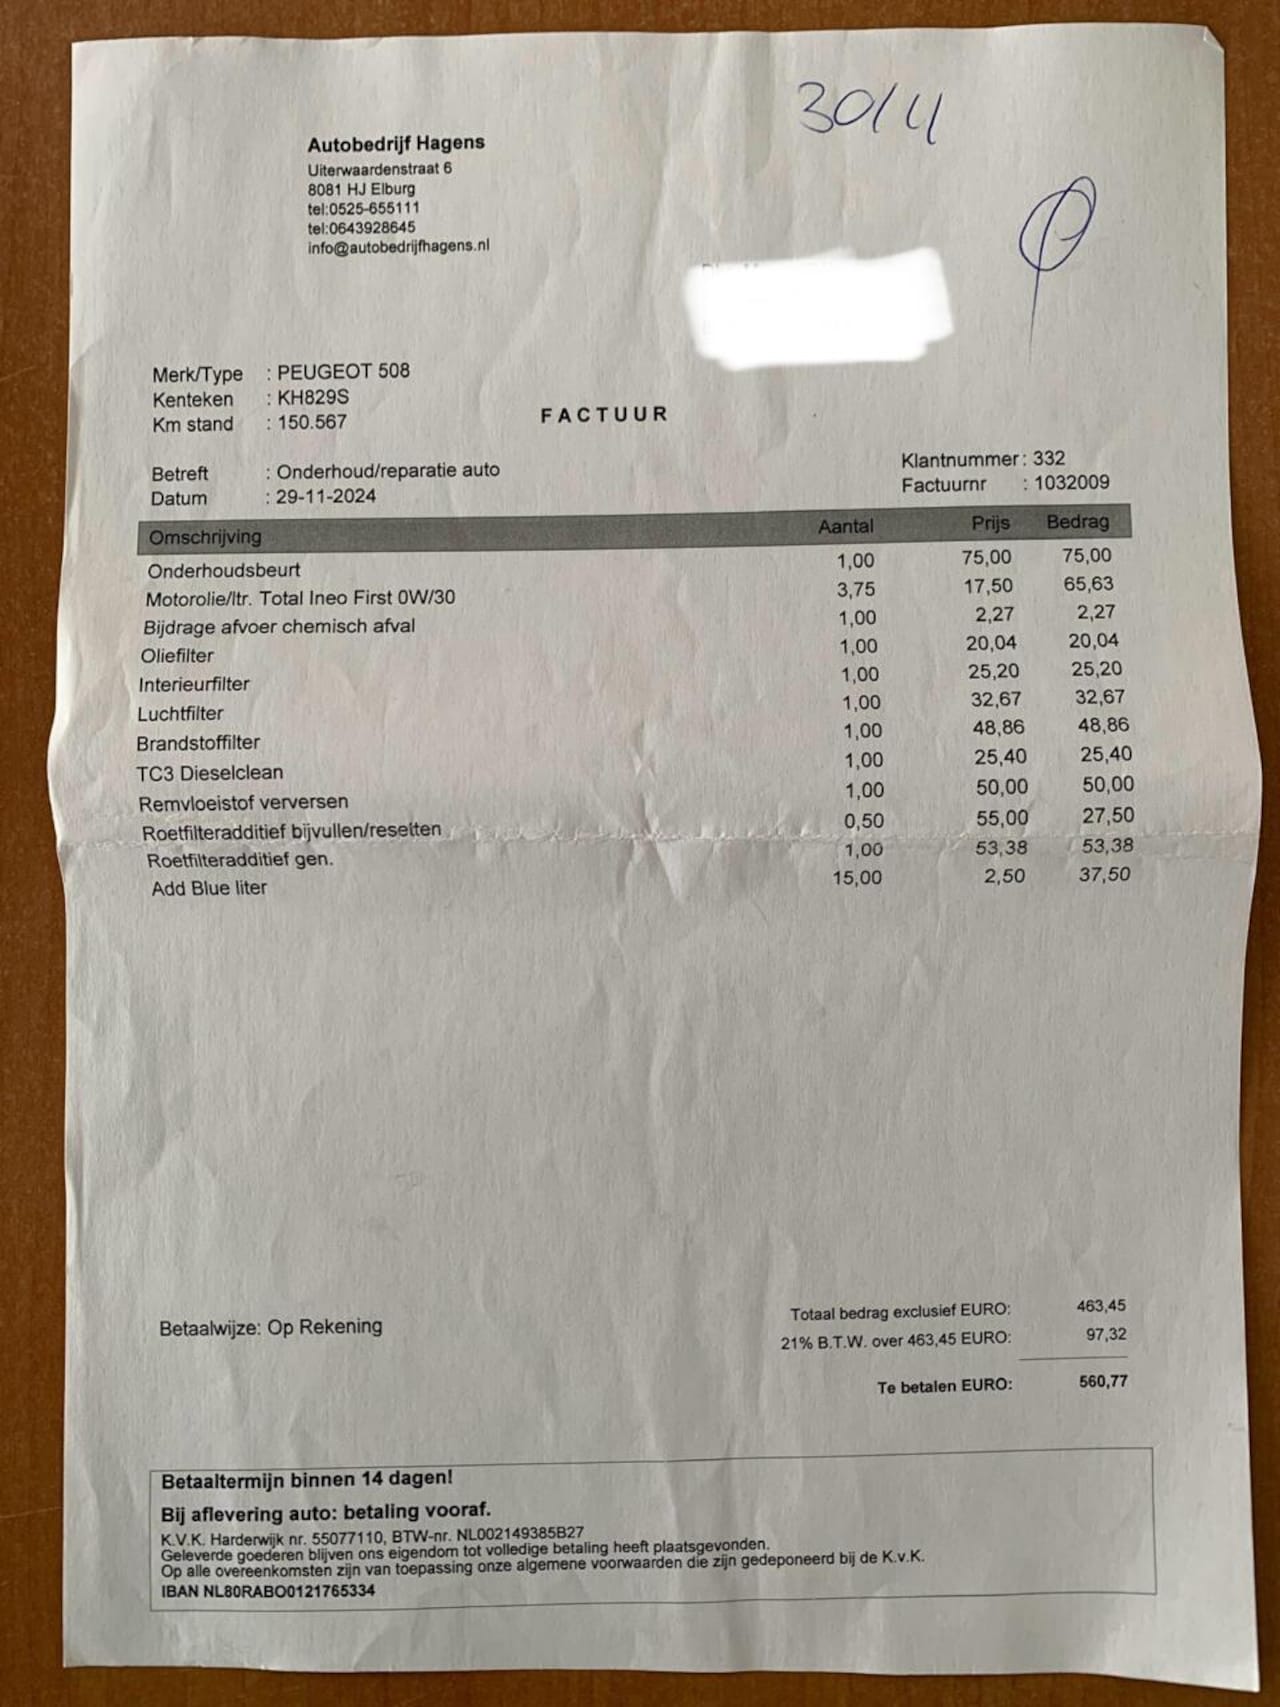 30/11
Autobedrijf Hagens
Uiterwaardenstraat 6
8081 HJ Elburg
tel:0525-655111
tel:0643928645
info@autobedrijfhagens.nl
Merk/Type : PEUGEOT 508
Kenteken : KH829S
Km stand : 150.567
FACTUUR
Betreft : Onderhoud/reparatie auto
Datum : 29-11-2024
Klantnummer : 332
Factuurnr : 1032009
Omschrijving Aantal Prijs Bedrag
Onderhoudsbeurt 1,00 75,00 75,00
Motorolie/ltr. Total Ineo First 0W/30 3,75 17,50 65,63
Bijdrage afvoer chemisch afval 1,00 2,27 2,27
Oliefilter 1,00 20,04 20,04
Interieurfilter 1,00 25,20 25,20
Luchtfilter 1,00 32,67 32,67
Brandstoffilter 1,00 48,86 48,86
TC3 Dieselclean 1,00 25,40 25,40
Remvloeistof verversen 1,00 50,00 50,00
Roetfilteradditief bijvullen/resetten 0,50 55,00 27,50
Roetfilteradditief gen. 1,00 53,38 53,38
Add Blue liter 15,00 2,50 37,50
Betaalwijze: Op Rekening
Totaal bedrag exclusief EURO: 463,45
21% B.T.W. over 463,45 EURO: 97,32
Te betalen EURO: 560,77
Betaaltermijn binnen 14 dagen!
Bij aflevering auto: betaling vooraf.
K.V.K. Harderwijk nr. 55077110, BTW-nr. NL002149385B27
Geleverde goederen blijven ons eigendom tot volledige betaling heeft plaatsgevonden.
Op alle overeenkomsten zijn van toepassing onze algemene voorwaarden die zijn gedeponeerd bij de K.v.K.
IBAN NL80RABO0121765334